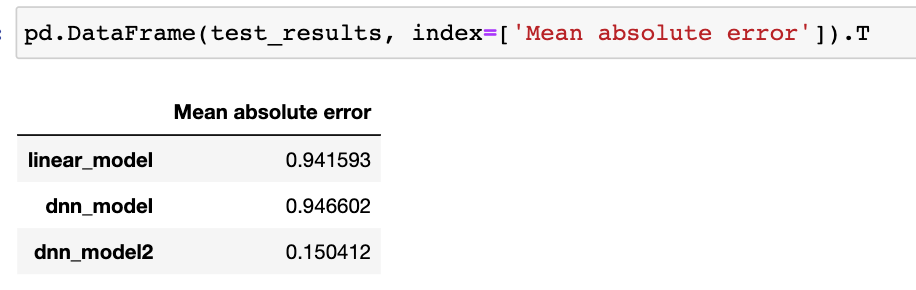 : pd.DataFrame(test_results, index=['Mean absolute error']).T
Mean absolute error
linear_model 0.941593
dnn_model 0.946602
dnn_model2 0.150412